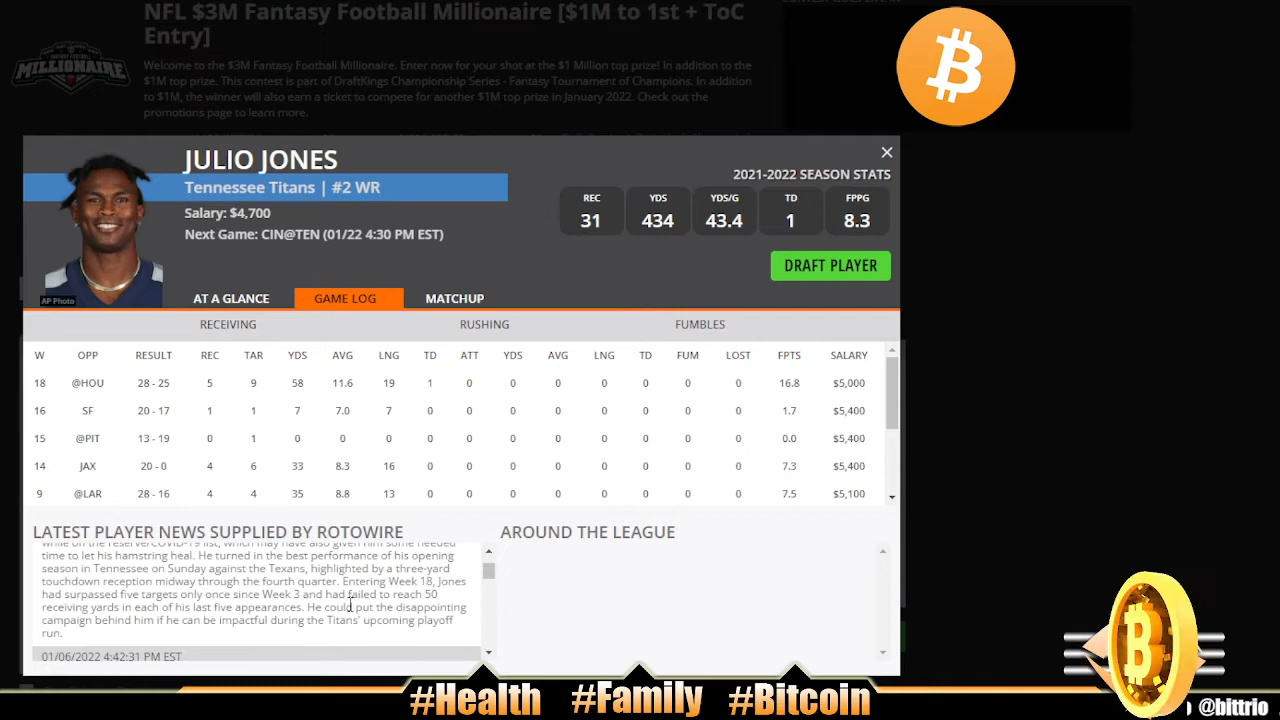 NFL $3M Fantasy Football Millionaire [$1M to 1st + ToC
Entry]
FANTASY FOOTBALL
MILLIONAIRE
Welcome to the $3M Fantasy Football Millionaire. Enter now for your shot at the $1 Million top prize! In addition to the
$1M top prize. This contest is part of DraftKings Championship Series - Fantasy Tournament of Champions. In addition
to $1M, the winner will also earn a ticket to compete for another $1M top prize in January 2022. Check out the
promotions page to learn more.
JULIO JONES
Tennessee Titans | #2 WR
Salary: $4,700
Next Game: CIN@TEN (01/22 4:30 PM EST)
AP Photo
2021-2022 SEASON STATS
REC YDS YDS/G TD FPPG
31 434 43.4 1 8.3
DRAFT PLAYER
AT A GLANCE GAME LOG MATCHUP
RECEIVING RUSHING FUMBLES
W OPP RESULT REC TAR YDS AVG LNG TD ATT YDS AVG LNG TD FUM LOST FPTS SALARY
18 @HOU 28 - 25 5 9 58 11.6 19 1 0 0 0 0 0 0 0 16.8 $5,000
16 SF 20 - 17 1 1 7 7.0 7 0 0 0 0 0 0 0 0 1.7 $5,400
15 @PIT 13 - 19 0 1 0 0 0 0 0 0 0 0 0 0 0 0.0 $5,400
14 JAX 20 - 0 4 6 33 8.3 16 0 0 0 0 0 0 0 0 7.3 $5,400
9 @LAR 28 - 16 4 4 35 8.8 13 0 0 0 0 0 0 0 0 7.5 $5,100
LATEST PLAYER NEWS SUPPLIED BY ROTOWIRE
while on the reserve/COVID-19 list, which may have also given him some needed
time to let his hamstring heal. He turned in the best performance of his opening
season in Tennessee on Sunday against the Texans, highlighted by a three-yard
touchdown reception midway through the fourth quarter. Entering Week 18, Jones
had surpassed five targets only once since Week 3 and had failed to reach 50
receiving yards in each of his last five appearances. He could put the disappointing
campaign behind him if he can be impactful during the Titans' upcoming playoff
run.
01/06/2022 4:42:31 PM EST
AROUND THE LEAGUE
#Health #Family #Bitcoin
@bittrio